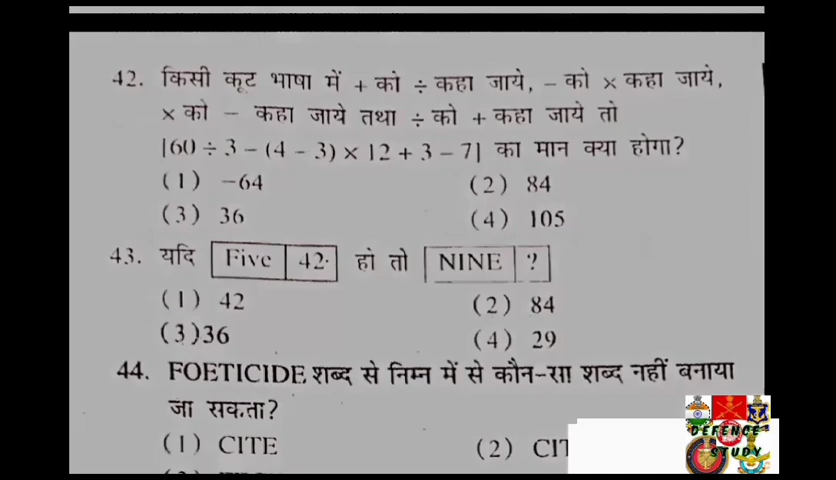 42. किसी कूट भाषा में + को ÷ कहा जाये, – को × कहा जाये,
× को – कहा जाये तथा ÷ को + कहा जाये तो
[60 ÷ 3 – (4 – 3) × 12 + 3 – 7] का मान क्या होगा?
(1) –64 (2) 84
(3) 36 (4) 105
43. यदि Five 42 हो तो NINE ?
(1) 42 (2) 84
(3) 36 (4) 29
44. FOETICIDE शब्द से निम्न में से कौन-सा शब्द नहीं बनाया
जा सकता?
(1) CITE (2)
DEFENCE
STUDY